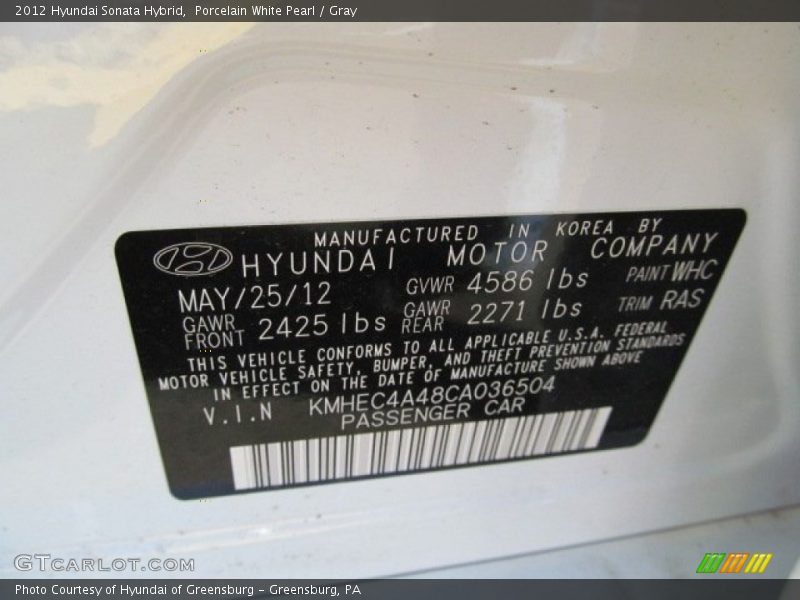 2012 Hyundai Sonata Hybrid, Porcelain White Pearl / Gray
MANUFACTURED IN KOREA BY
HYUNDAI MOTOR COMPANY
MAY/25/12 GVWR 4586 lbs PAINT WHC
GAWR FRONT 2425 lbs GAWR REAR 2271 lbs TRIM RAS
THIS VEHICLE CONFORMS TO ALL APPLICABLE U.S.A. FEDERAL
MOTOR VEHICLE SAFETY, BUMPER, AND THEFT PREVENTION STANDARDS
IN EFFECT ON THE DATE OF MANUFACTURE SHOWN ABOVE
V.I.N KMHEC4A48CA036504
PASSENGER CAR
GTCARLOT.COM
Photo Courtesy of Hyundai of Greensburg - Greensburg, PA